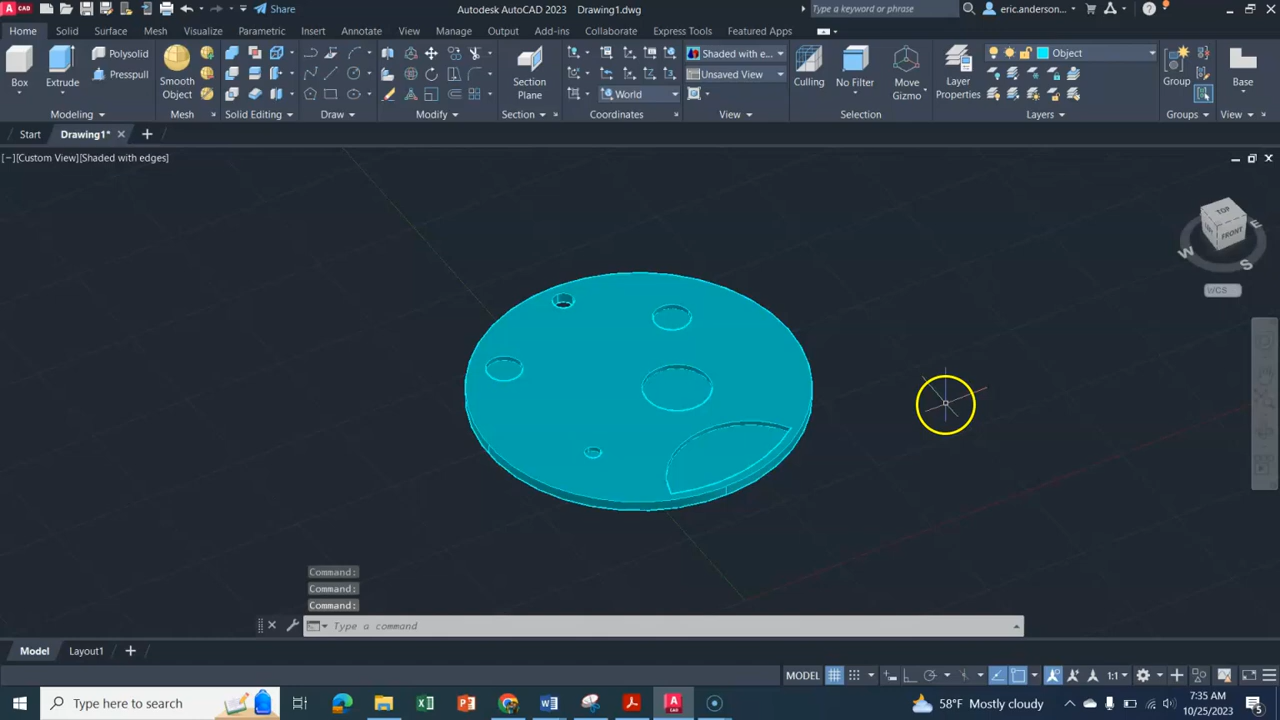 CAD Share Autodesk AutoCAD 2023 Drawing1.dwg Type a keyword or phrase eric.anderson...
Home Solid Surface Mesh Visualize Parametric Insert Annotate View Manage Output Add-ins Collaborate Express Tools Featured Apps
Polysolid
Presspull
Box Extrude
Smooth
Object
Section
Plane
World
Shaded with e...
Unsaved View
Culling No Filter
Move
Gizmo
Layer
Properties
Object
Group Base
Modeling Mesh Solid Editing Draw Modify Section Coordinates View Selection Layers Groups View
Start Drawing1* +
[−][Custom View][Shaded with edges]
TOP
FRONT
W S E
WCS
Command:
Command:
Command:
Type a command
Model Layout1 +
MODEL 1:1
Type here to search 58°F Mostly cloudy 7:35 AM
10/25/2023 5